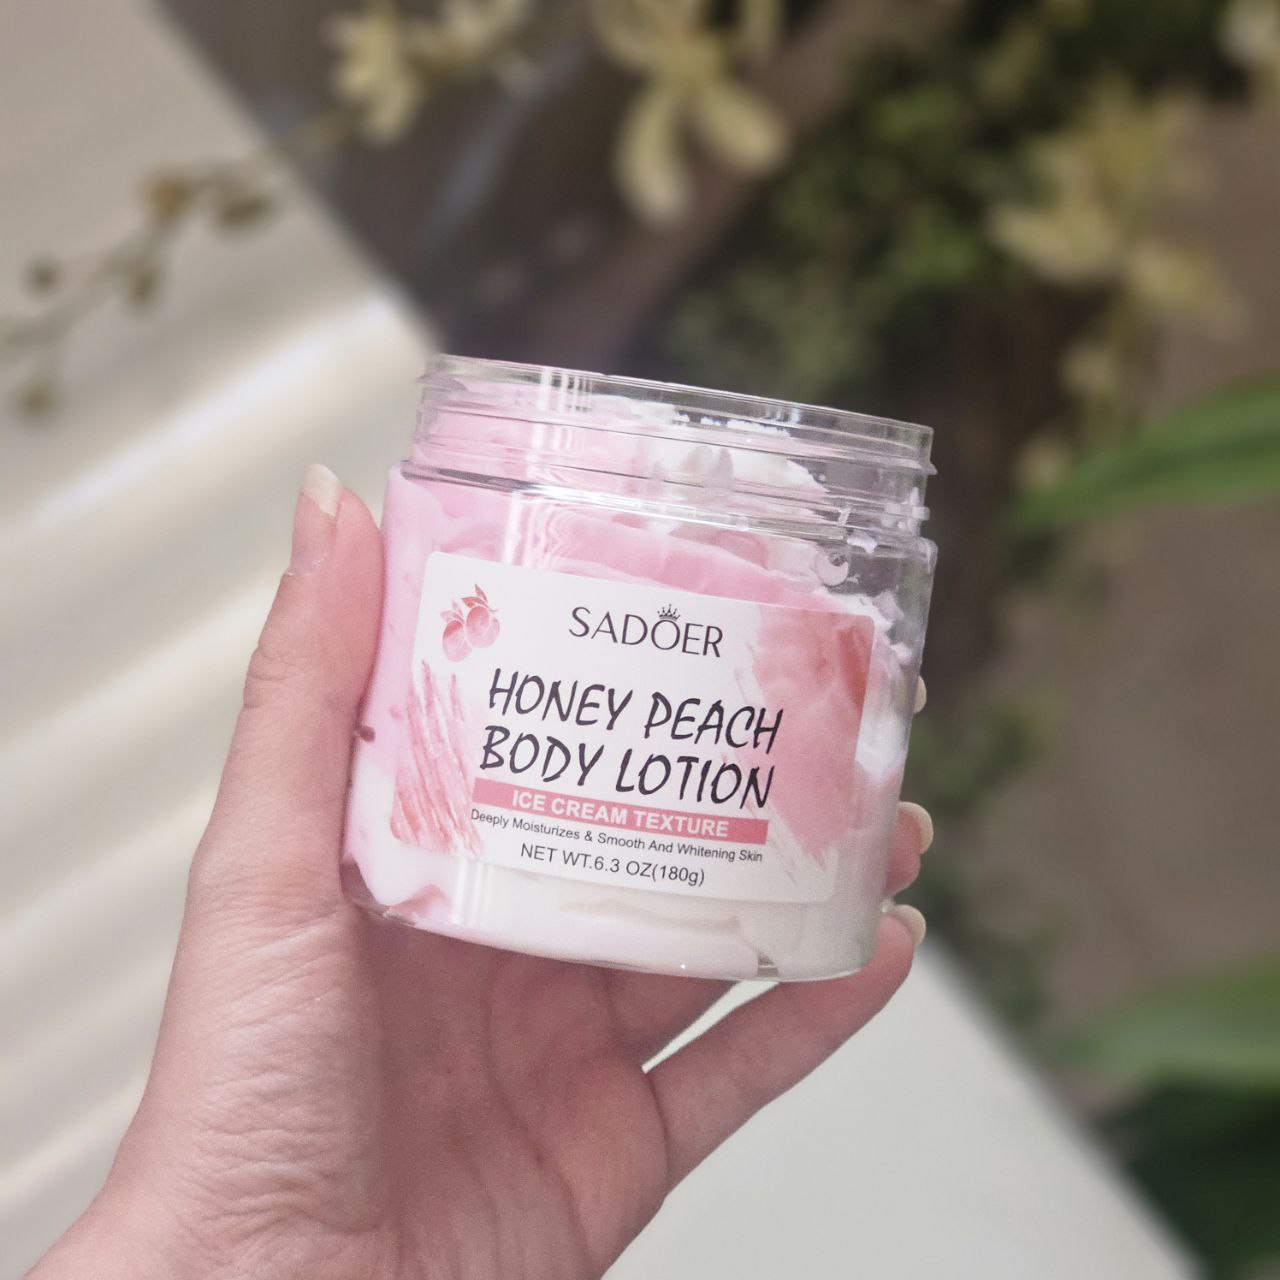 SADOER
HONEY PEACH
BODY LOTION
ICE CREAM TEXTURE
Deeply Moisturizes & Smooth And Whitening Skin
NET WT.6.3 OZ(180g)